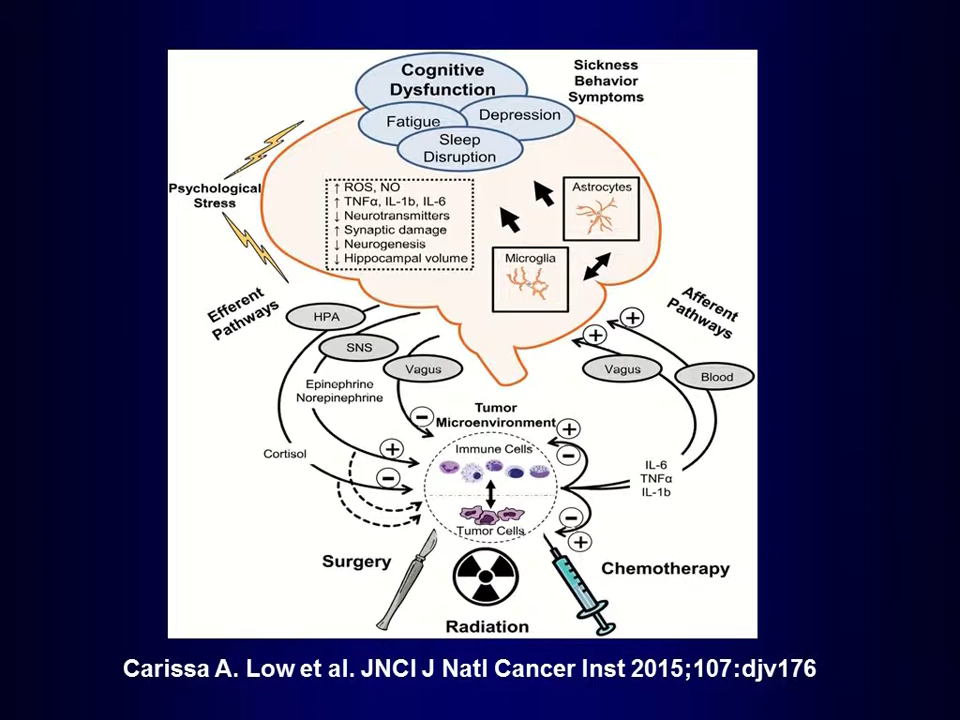 Cognitive
Dysfunction
Sickness
Behavior
Symptoms
Fatigue
Depression
Sleep
Disruption
Psychological
Stress
↑ ROS, NO
↑ TNFα, IL-1b, IL-6
↓ Neurotransmitters
↑ Synaptic damage
↓ Neurogenesis
↓ Hippocampal volume
Astrocytes
Microglia
Efferent
Pathways
Afferent
Pathways
HPA
SNS
Vagus
Epinephrine
Norepinephrine
Cortisol
+
-
-
+
+
Vagus
Blood
Tumor
Microenvironment
Immune Cells
Tumor Cells
+
-
-
+
IL-6
TNFα
IL-1b
Surgery
Radiation
Chemotherapy
Carissa A. Low et al. JNCI J Natl Cancer Inst 2015;107:djv176